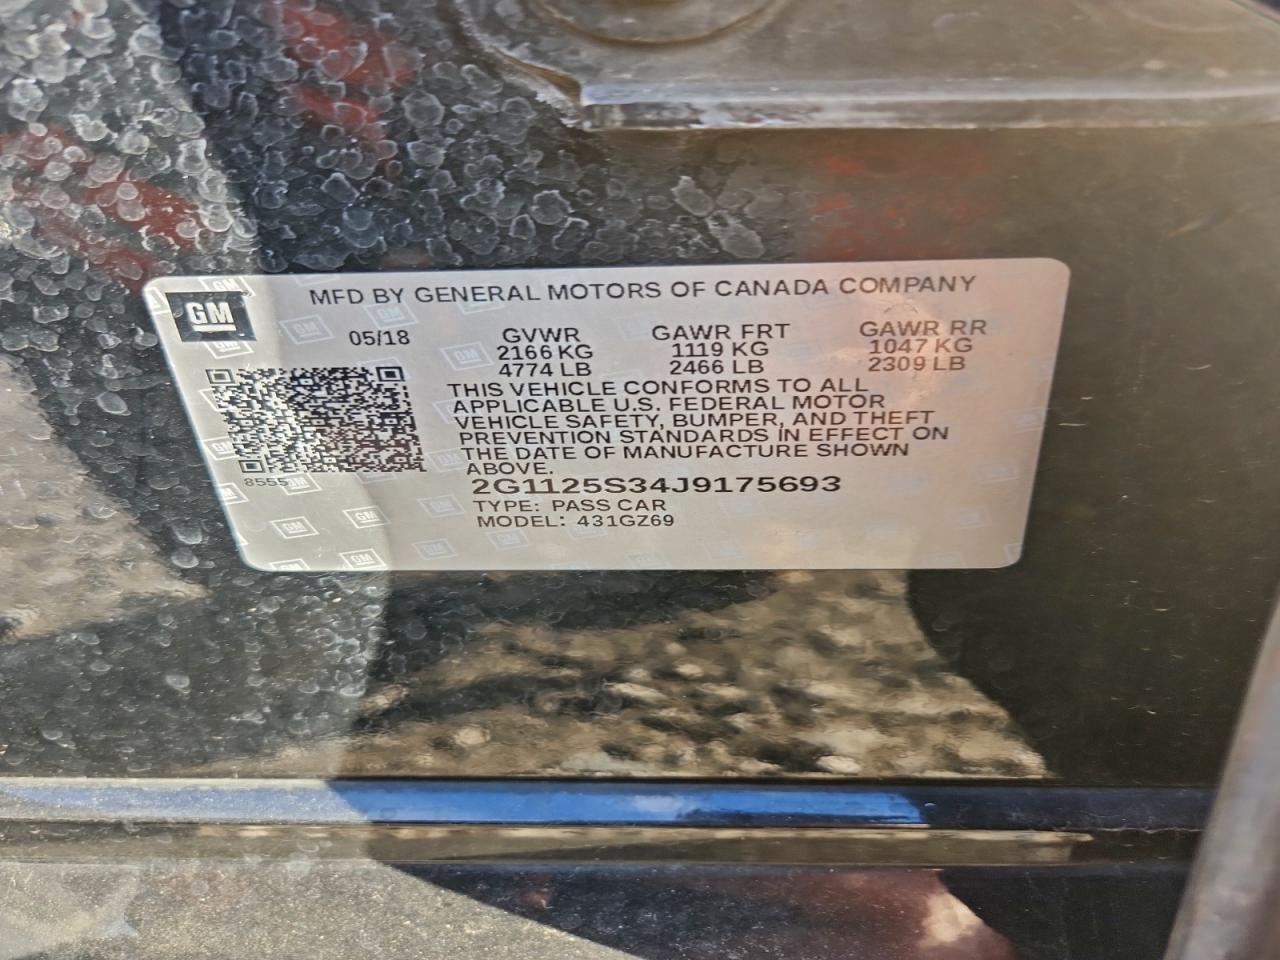 GM
MFD BY GENERAL MOTORS OF CANADA COMPANY
05/18 GVWR GAWR FRT GAWR RR
2166 KG 1119 KG 1047 KG
4774 LB 2466 LB 2309 LB
THIS VEHICLE CONFORMS TO ALL
APPLICABLE U.S. FEDERAL MOTOR
VEHICLE SAFETY, BUMPER, AND THEFT
PREVENTION STANDARDS IN EFFECT ON
THE DATE OF MANUFACTURE SHOWN
ABOVE.
8555
2G1125S34J9175693
TYPE: PASS CAR
MODEL: 431GZ69